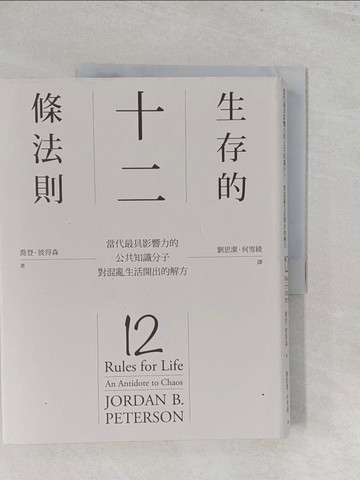 生存的
十二
條法則
當代最具影響力的
公共知識分子
對混亂生活開出的解方
喬登·彼得森
著
劉思潔·何雪綾
譯
12
Rules for Life
An Antidote to Chaos
JORDAN B.
PETERSON